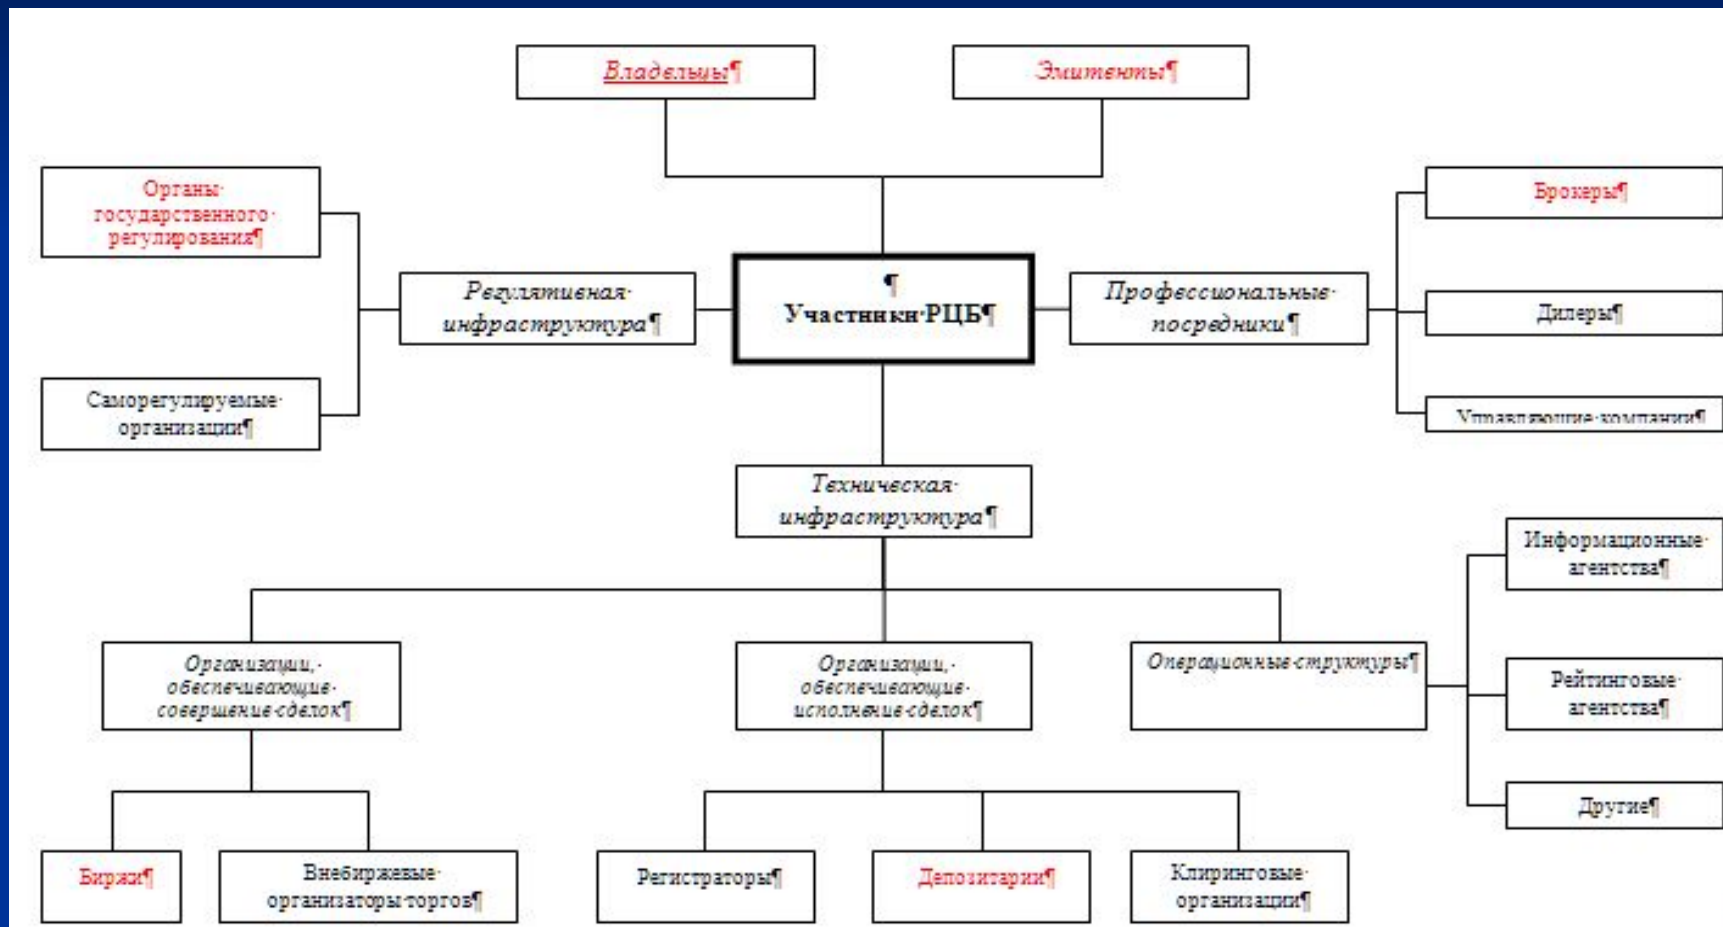 Владельцы¶
Эмитенты¶
Органы·
государственного·
регулирования¶
Брокеры¶
Регулятивная·
инфраструктура¶
¶
Участники·РЦБ¶
Профессиональные·
посредники¶
Дилеры¶
Саморегулируемые·
организации¶
Управляющие·компании¶
Техническая·
инфраструктура¶
Информационные·
агентства¶
Организации,·
обеспечивающие·
совершение·сделок¶
Организации,·
обеспечивающие·
исполнение·сделок¶
Операционные·структуры¶
Рейтинговые·
агентства¶
Другие¶
Биржи¶
Внебиржевые·
организаторы·торгов¶
Регистраторы¶
Депозитарии¶
Клиринговые·
организации¶